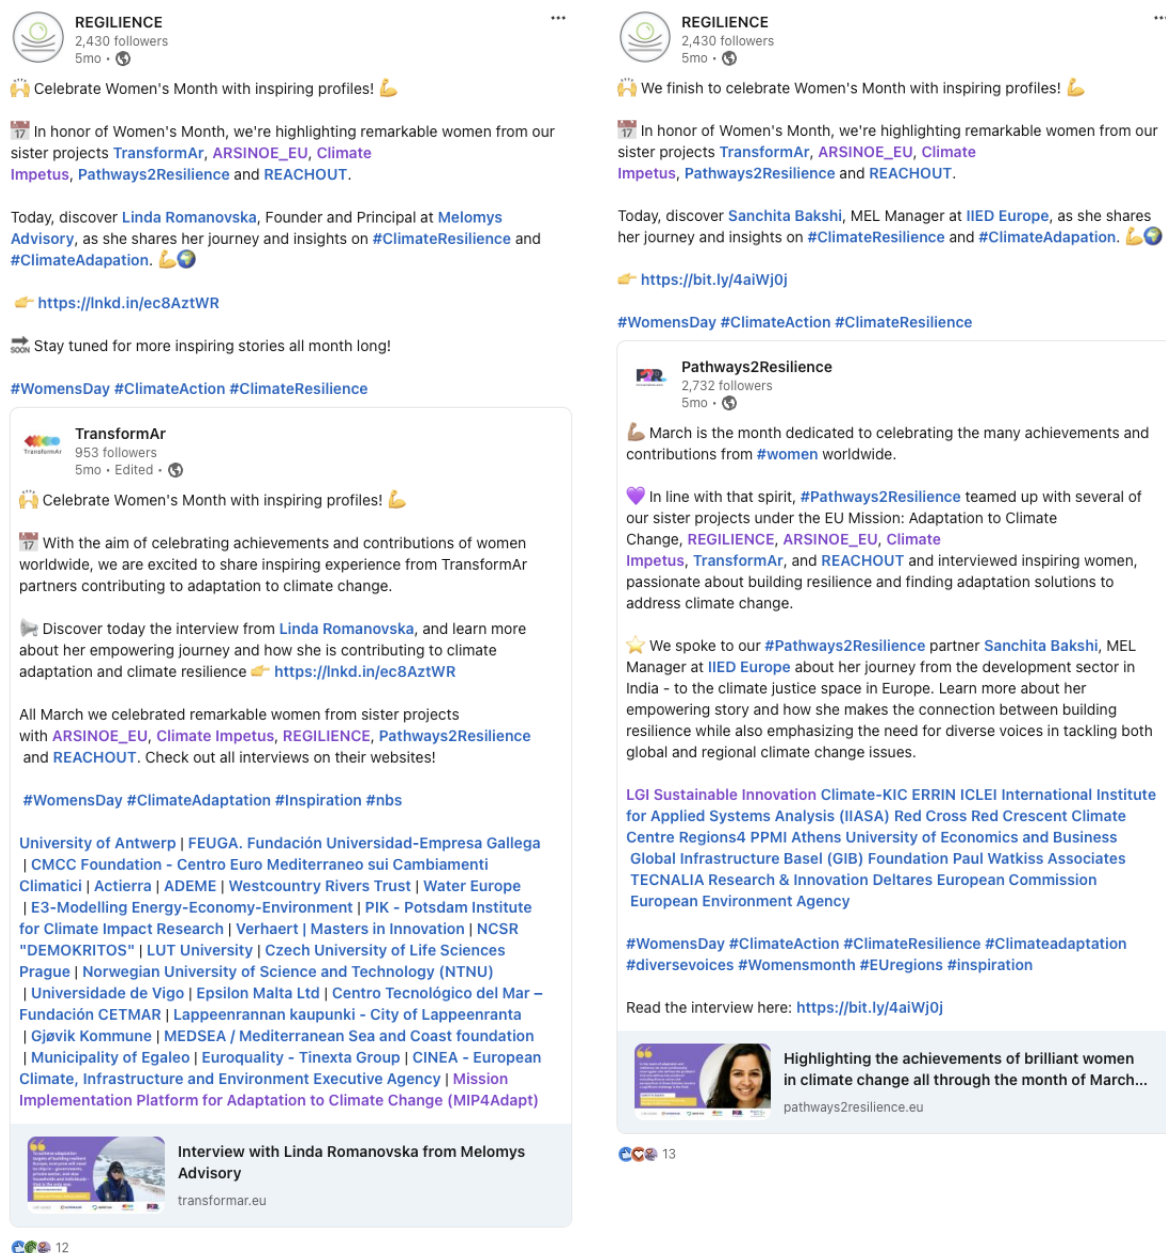 REGILIENCE
2,430 followers
5mo •
🙌 Celebrate Women's Month with inspiring profiles! 💪
📅 In honor of Women's Month, we're highlighting remarkable women from our
sister projects TransformAr, ARSINOE_EU, Climate
Impetus, Pathways2Resilience and REACHOUT.
Today, discover Linda Romanovska, Founder and Principal at Melomys
Advisory, as she shares her journey and insights on #ClimateResilience and
#ClimateAdapation. 💪🌍
👉 https://lnkd.in/ec8AztWR
🔜 Stay tuned for more inspiring stories all month long!
#WomensDay #ClimateAction #ClimateResilience
TransformAr
TransformAr
953 followers
5mo • Edited •
🙌 Celebrate Women's Month with inspiring profiles! 💪
📅 With the aim of celebrating achievements and contributions of women
worldwide, we are excited to share inspiring experience from TransformAr
partners contributing to adaptation to climate change.
📢 Discover today the interview from Linda Romanovska, and learn more
about her empowering journey and how she is contributing to climate
adaptation and climate resilience 👉 https://lnkd.in/ec8AztWR
All March we celebrated remarkable women from sister projects
with ARSINOE_EU, Climate Impetus, REGILIENCE, Pathways2Resilience
and REACHOUT. Check out all interviews on their websites!
#WomensDay #ClimateAdaptation #Inspiration #nbs
University of Antwerp | FEUGA. Fundación Universidad-Empresa Gallega
| CMCC Foundation - Centro Euro Mediterraneo sui Cambiamenti
Climatici | Actierra | ADEME | Westcountry Rivers Trust | Water Europe
| E3-Modelling Energy-Economy-Environment | PIK - Potsdam Institute
for Climate Impact Research | Verhaert | Masters in Innovation | NCSR
"DEMOKRITOS" | LUT University | Czech University of Life Sciences
Prague | Norwegian University of Science and Technology (NTNU)
| Universidade de Vigo | Epsilon Malta Ltd | Centro Tecnológico del Mar –
Fundación CETMAR | Lappeenrannan kaupunki - City of Lappeenranta
| Gjøvik Kommune | MEDSEA / Mediterranean Sea and Coast foundation
| Municipality of Egaleo | Euroquality - Tinexta Group | CINEA - European
Climate, Infrastructure and Environment Executive Agency | Mission
Implementation Platform for Adaptation to Climate Change (MIP4Adapt)
Interview with Linda Romanovska from Melomys
Advisory
transformar.eu
12
REGILIENCE
2,430 followers
5mo •
🙌 We finish to celebrate Women's Month with inspiring profiles! 💪
📅 In honor of Women's Month, we're highlighting remarkable women from our
sister projects TransformAr, ARSINOE_EU, Climate
Impetus, Pathways2Resilience and REACHOUT.
Today, discover Sanchita Bakshi, MEL Manager at IIED Europe, as she shares
her journey and insights on #ClimateResilience and #ClimateAdapation. 💪🌍
👉 https://bit.ly/4aiWj0j
#WomensDay #ClimateAction #ClimateResilience
P2R
Pathways2Resilience
2,732 followers
5mo •
💪🏽 March is the month dedicated to celebrating the many achievements and
contributions from #women worldwide.
💜 In line with that spirit, #Pathways2Resilience teamed up with several of
our sister projects under the EU Mission: Adaptation to Climate
Change, REGILIENCE, ARSINOE_EU, Climate
Impetus, TransformAr, and REACHOUT and interviewed inspiring women,
passionate about building resilience and finding adaptation solutions to
address climate change.
⭐ We spoke to our #Pathways2Resilience partner Sanchita Bakshi, MEL
Manager at IIED Europe about her journey from the development sector in
India - to the climate justice space in Europe. Learn more about her
empowering story and how she makes the connection between building
resilience while also emphasizing the need for diverse voices in tackling both
global and regional climate change issues.
LGI Sustainable Innovation Climate-KIC ERRIN ICLEI International Institute
for Applied Systems Analysis (IIASA) Red Cross Red Crescent Climate
Centre Regions4 PPMI Athens University of Economics and Business
Global Infrastructure Basel (GIB) Foundation Paul Watkiss Associates
TECNALIA Research & Innovation Deltares European Commission
European Environment Agency
#WomensDay #ClimateAction #ClimateResilience #Climateadaptation
#diversevoices #Womensmonth #EUregions #inspiration
Read the interview here: https://bit.ly/4aiWj0j
Highlighting the achievements of brilliant women
in climate change all through the month of March...
pathways2resilience.eu
13